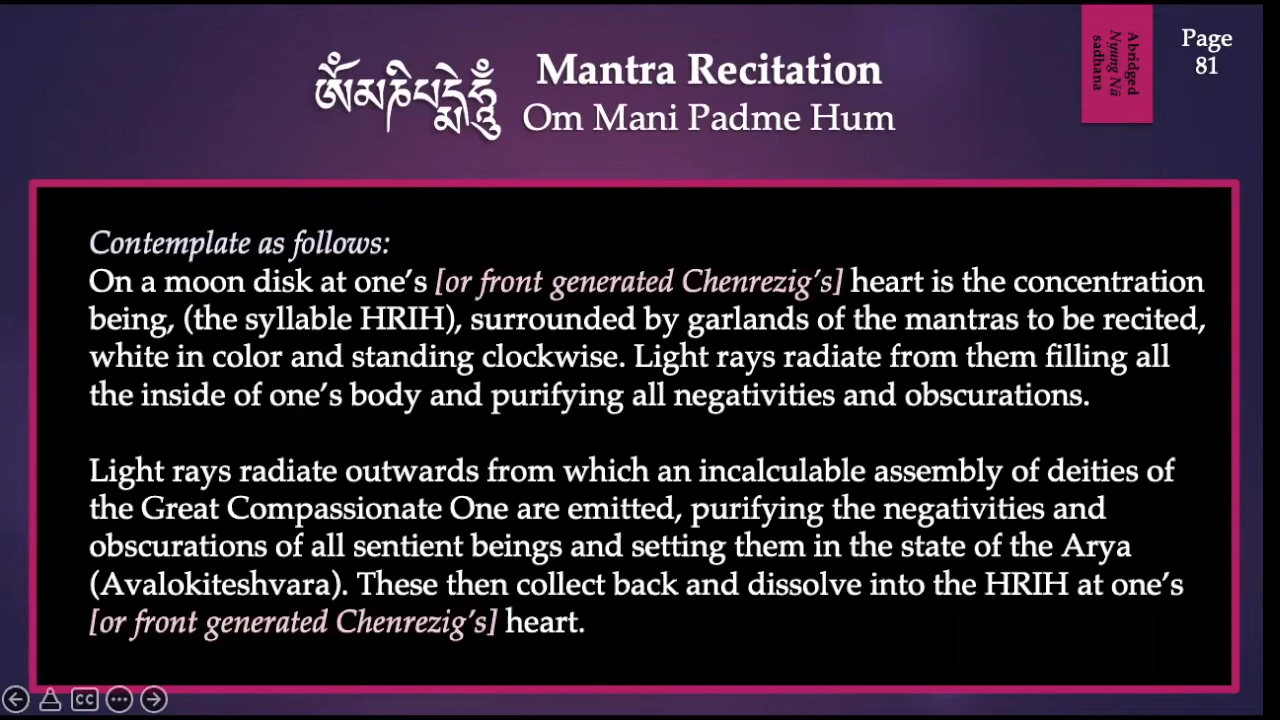 ༀམཎིཔདྨེཧཱུྃ
Mantra Recitation
Om Mani Padme Hum
Abridged
Nyung Nä
sadhana
Page
81
Contemplate as follows:
On a moon disk at one’s [or front generated Chenrezig’s] heart is the concentration
being, (the syllable HRIH), surrounded by garlands of the mantras to be recited,
white in color and standing clockwise. Light rays radiate from them filling all
the inside of one’s body and purifying all negativities and obscurations.
Light rays radiate outwards from which an incalculable assembly of deities of
the Great Compassionate One are emitted, purifying the negativities and
obscurations of all sentient beings and setting them in the state of the Arya
(Avalokiteshvara). These then collect back and dissolve into the HRIH at one’s
[or front generated Chenrezig’s] heart.
CC